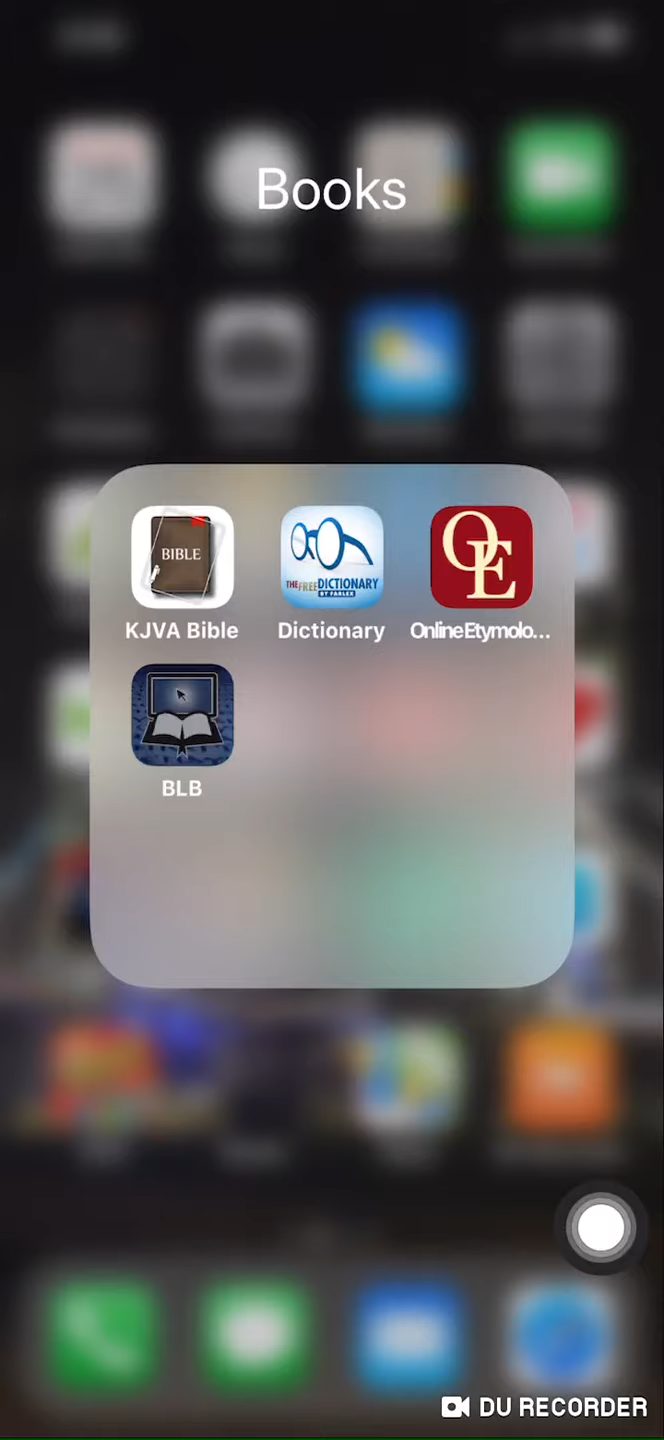 Books
BIBLE
THE FREE DICTIONARY
BY FARLEX
OE
KJVA Bible Dictionary OnlineEtymolo...
BLB
DU RECORDER